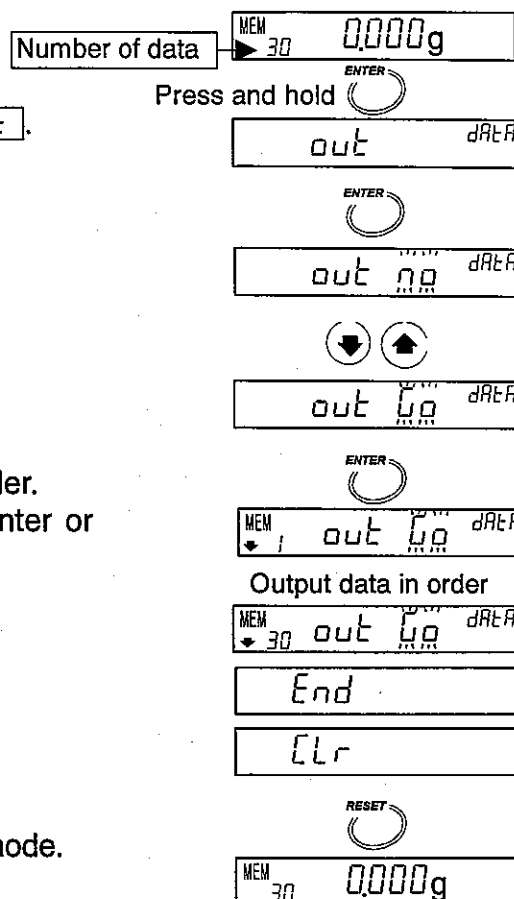 MEM
Number of data 30 0.000g
ENTER
Press and hold
out dAtA
ENTER
out no dAtA
out Go dAtA
ENTER
MEM
1 out Go dAtA
Output data in order
MEM
30 out Go dAtA
End
CLr
RESET
MEM
30 0.000g
der.
nter or
node.